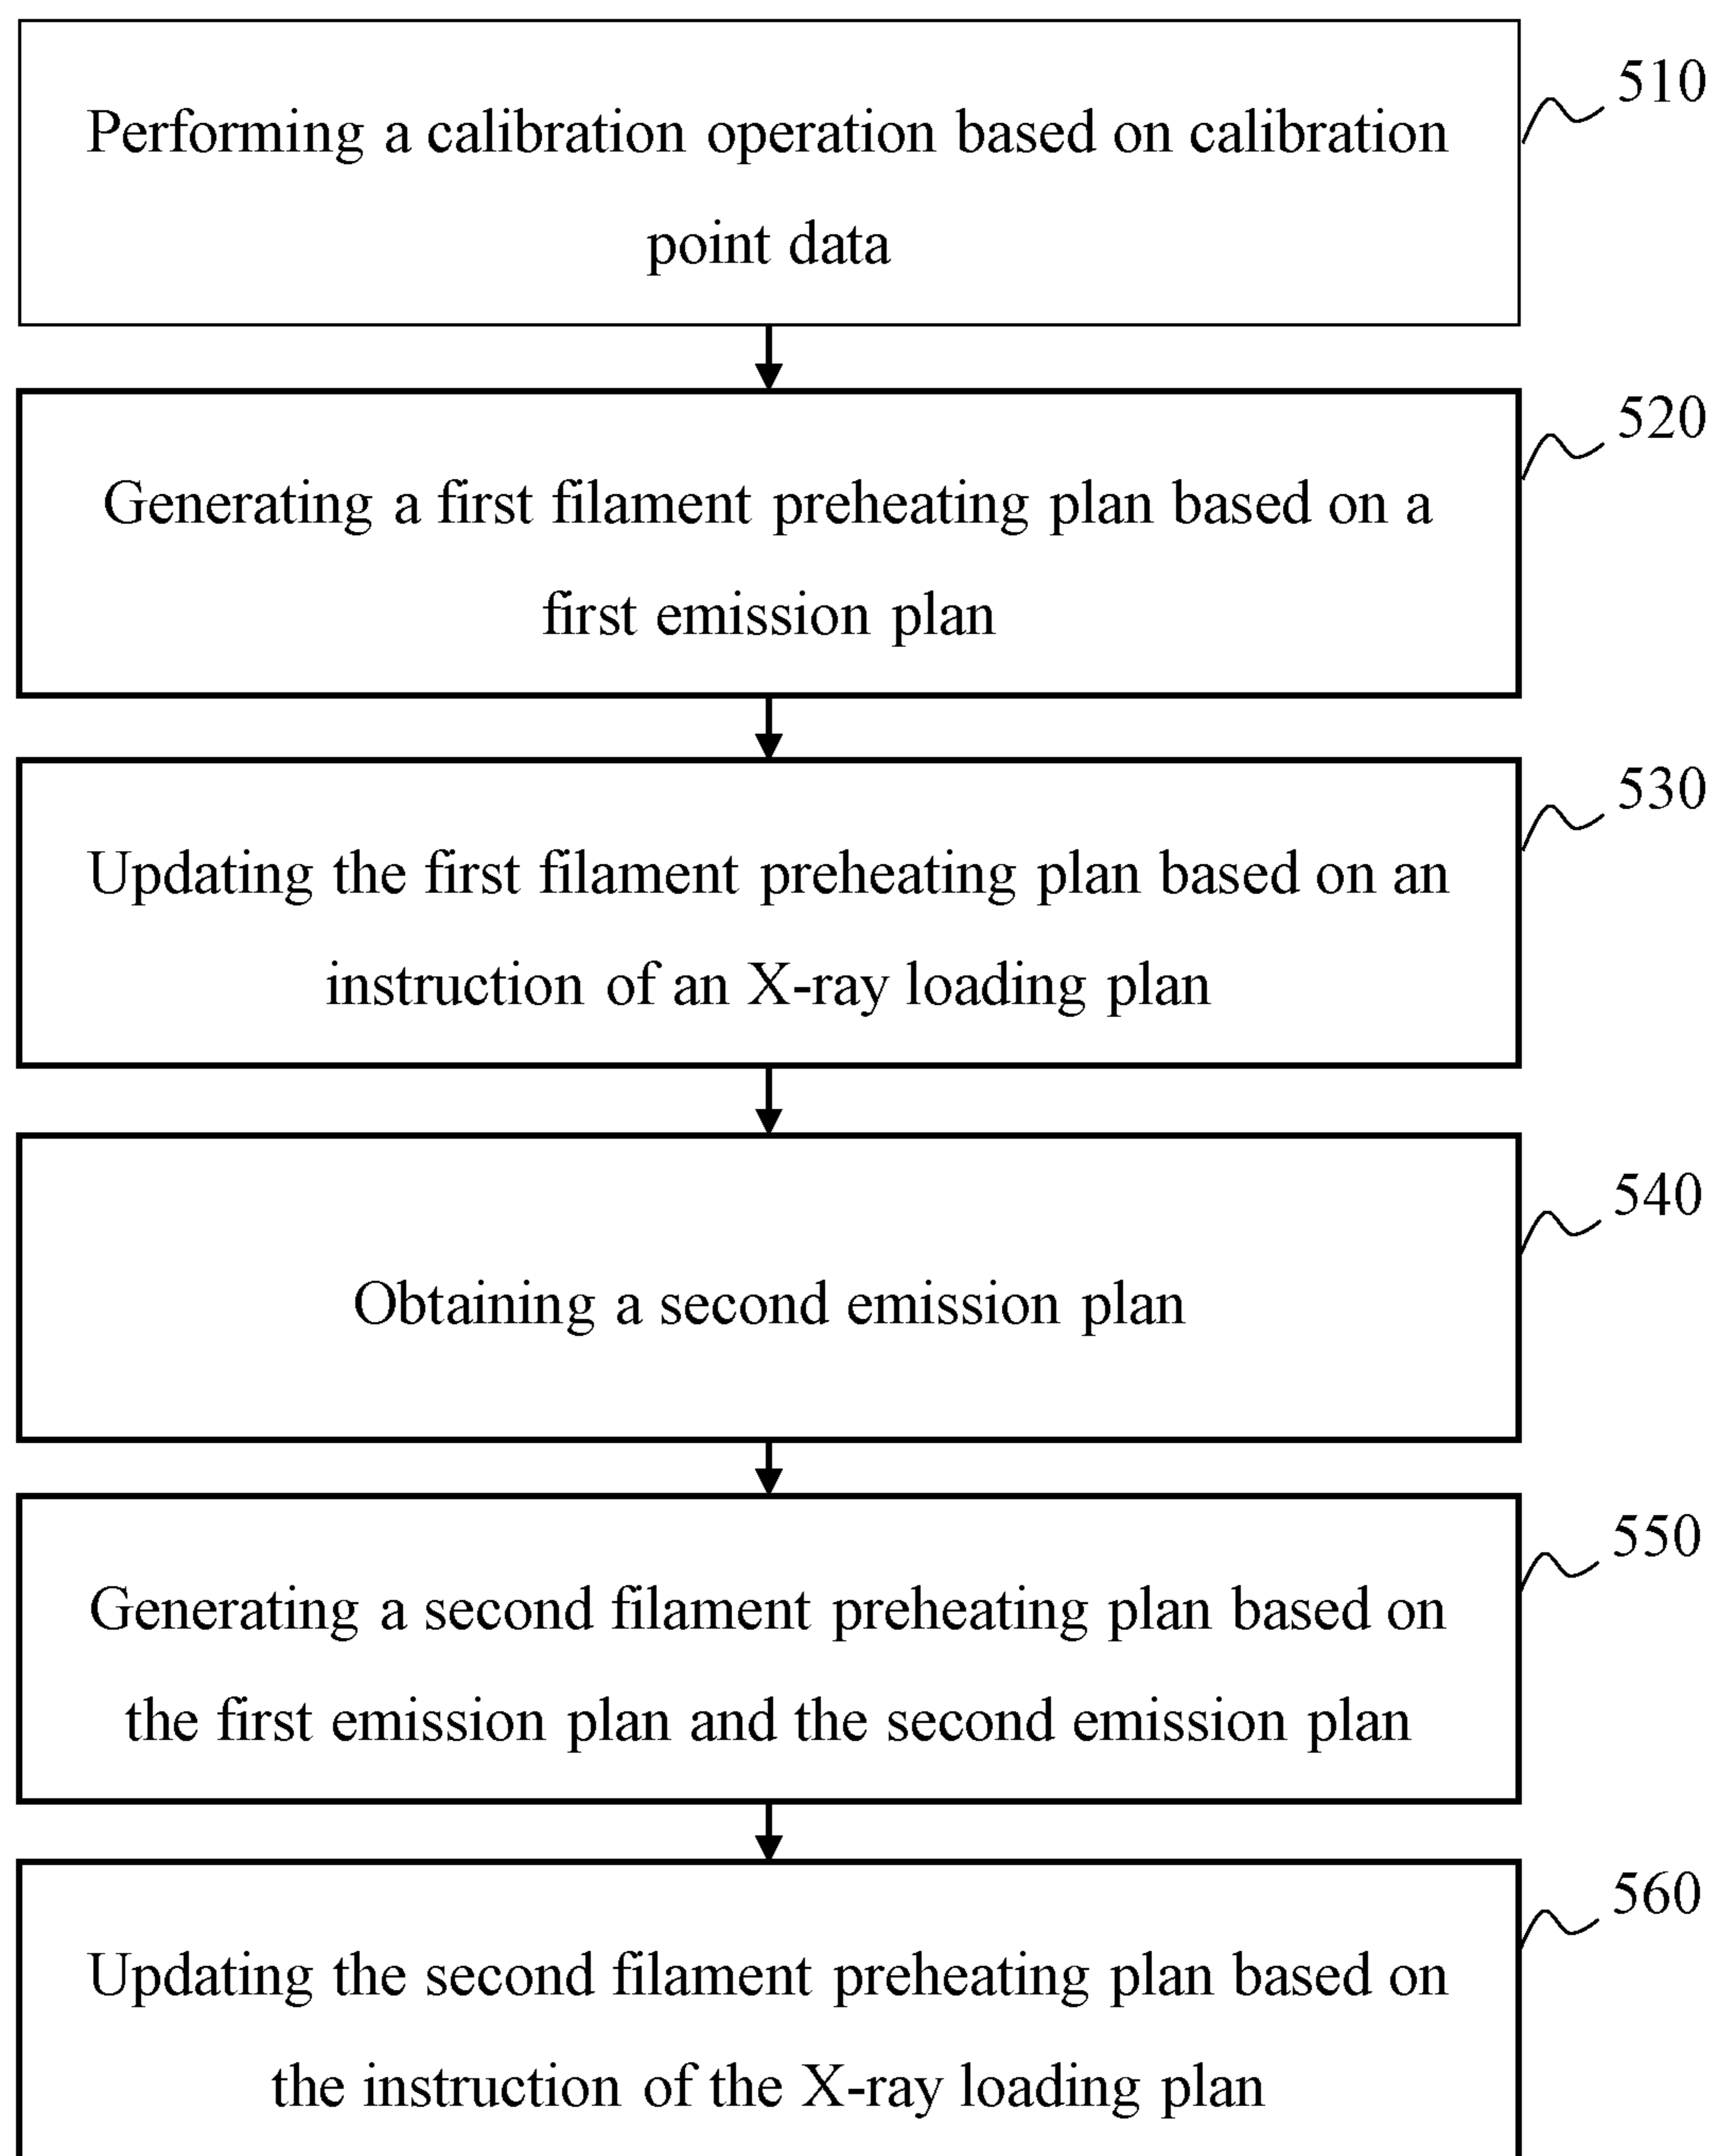 510
Performing a calibration operation based on calibration
point data
520
Generating a first filament preheating plan based on a
first emission plan
530
Updating the first filament preheating plan based on an
instruction of an X-ray loading plan
540
Obtaining a second emission plan
550
Generating a second filament preheating plan based on
the first emission plan and the second emission plan
560
Updating the second filament preheating plan based on
the instruction of the X-ray loading plan